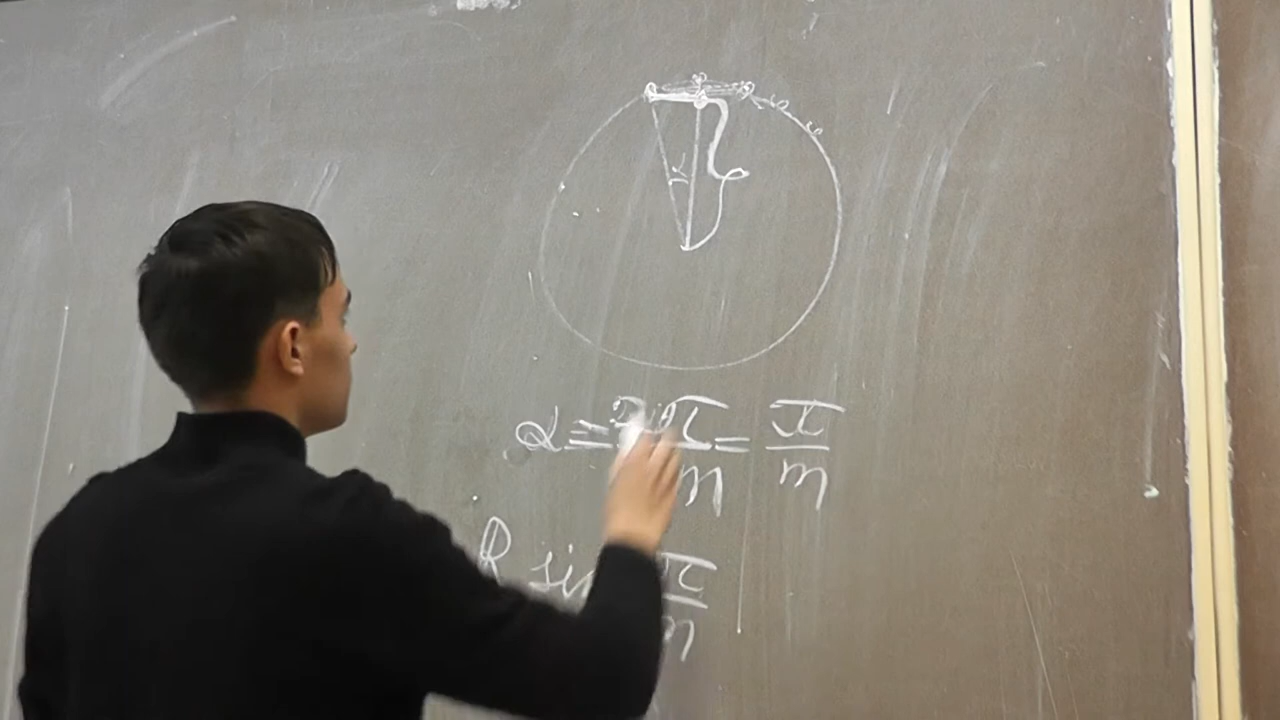 α
α = 2π/m = π/m
R sin π/m